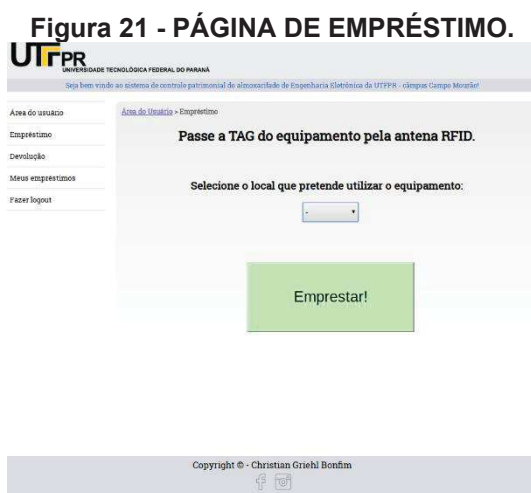 Figura 21 - PÁGINA DE EMPRÉSTIMO.
UTFPR
UNIVERSIDADE TECNOLÓGICA FEDERAL DO PARANÁ
Seja bem vindo ao sistema de controle patrimonial do almoxarifado de Engenharia Eletrônica da UTFPR - câmpus Campo Mourão!
Área do usuário
Área do Usuário > Empréstimo
Empréstimo
Passe a TAG do equipamento pela antena RFID.
Devolução
Meus empréstimos
Selecione o local que pretende utilizar o equipamento:
Fazer logout
-
Emprestar!
Copyright © - Christian Griehl Bonfim